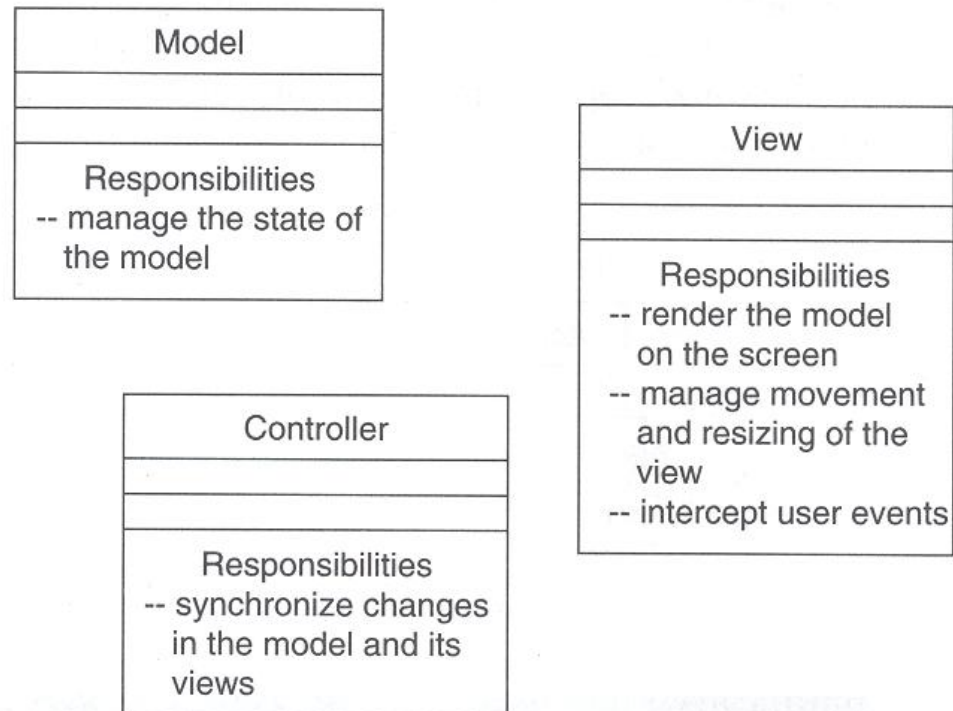 Model
Responsibilities
-- manage the state of
the model
View
Responsibilities
-- render the model
on the screen
-- manage movement
and resizing of the
view
-- intercept user events
Controller
Responsibilities
-- synchronize changes
in the model and its
views